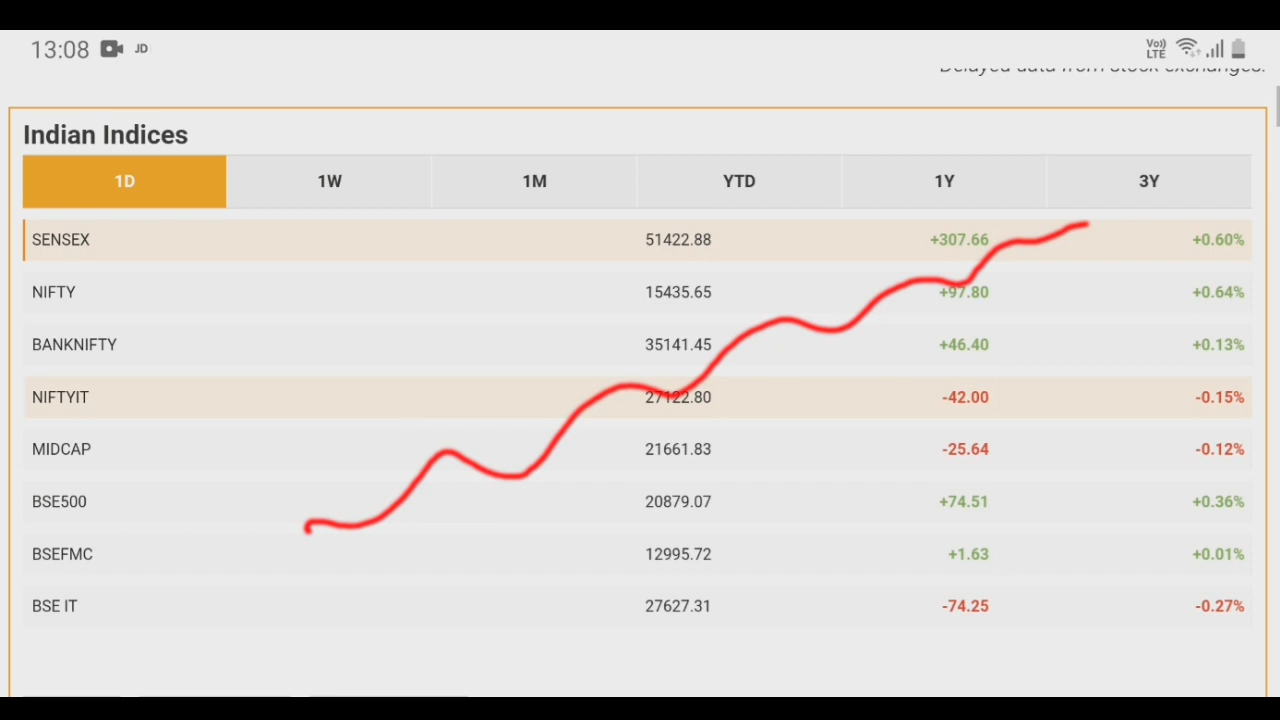 13:08 JD Vo)) LTE
Delayed data from stock exchanges.
Indian Indices
1D 1W 1M YTD 1Y 3Y
SENSEX 51422.88 +307.66 +0.60%
NIFTY 15435.65 +97.80 +0.64%
BANKNIFTY 35141.45 +46.40 +0.13%
NIFTYIT 27122.80 -42.00 -0.15%
MIDCAP 21661.83 -25.64 -0.12%
BSE500 20879.07 +74.51 +0.36%
BSEFMC 12995.72 +1.63 +0.01%
BSE IT 27627.31 -74.25 -0.27%